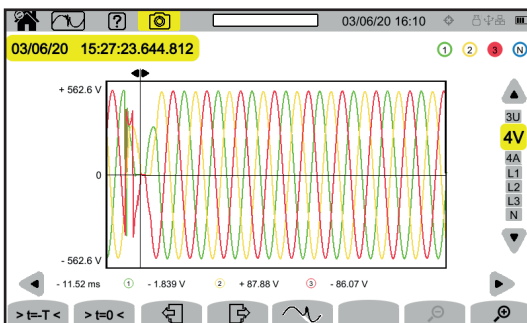 ? 03/06/20 16:10
03/06/20 15:27:23.644.812 1 2 3 N
+ 562.6 V
0
- 562.6 V
3U
4V
4A
L1
L2
L3
N
- 11.52 ms 1 - 1.839 V 2 + 87.88 V 3 - 86.07 V
> t=-T < > t=0 <